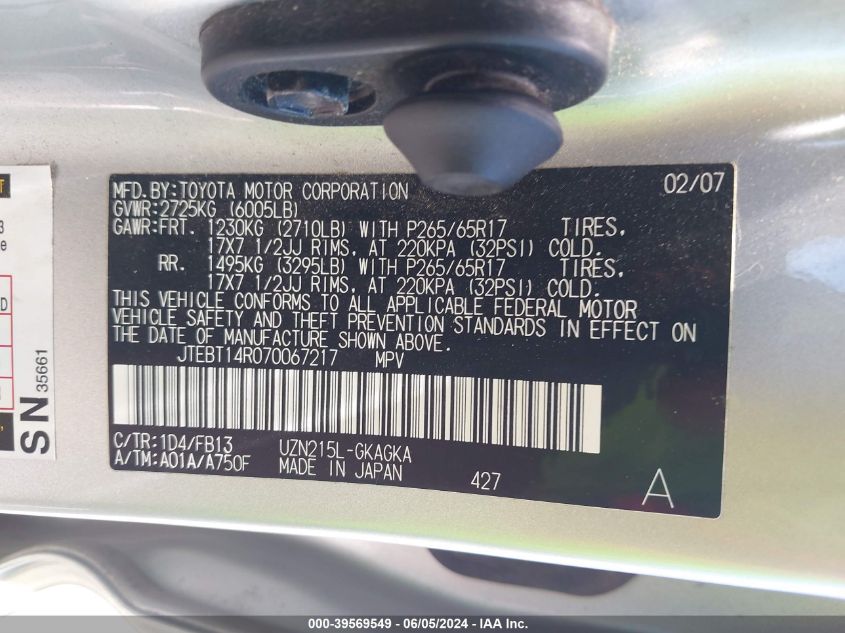 MFD.BY:TOYOTA MOTOR CORPORATION 02/07
GVWR:2725KG (6005LB)
GAWR:FRT. 1230KG (2710LB) WITH P265/65R17 TIRES,
17X7 1/2JJ RIMS, AT 220KPA (32PSI) COLD.
RR. 1495KG (3295LB) WITH P265/65R17 TIRES,
17X7 1/2JJ RIMS, AT 220KPA (32PSI) COLD.
THIS VEHICLE CONFORMS TO ALL APPLICABLE FEDERAL MOTOR
VEHICLE SAFETY AND THEFT PREVENTION STANDARDS IN EFFECT ON
THE DATE OF MANUFACTURE SHOWN ABOVE.
JTEBT14R070067217 MPV
C/TR:1D4/FB13 UZN215L-GKAGKA
A/TM:A01A/A750F MADE IN JAPAN 427 A
SN 35661
000-39569549 - 06/05/2024 - IAA Inc.